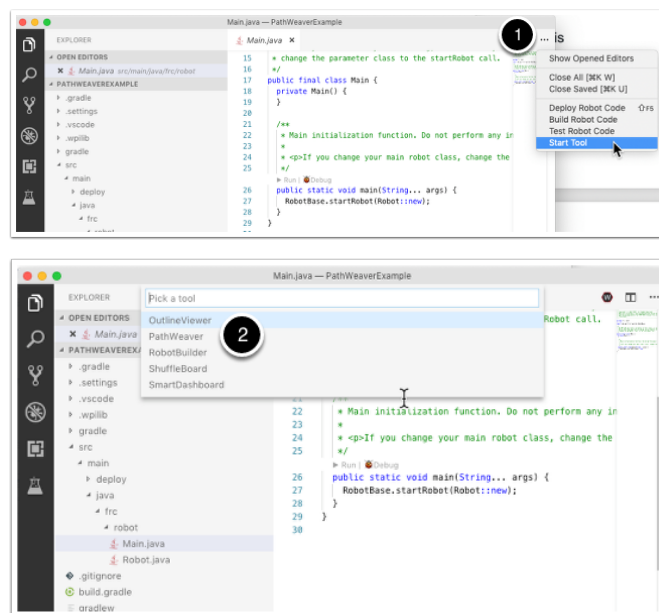 Main.java — PathWeaverExample
EXPLORER
OPEN EDITORS
Main.java src/main/java/frc/robot
PATHWEAVEREXAMPLE
.gradle
.settings
.vscode
.wpilib
gradle
src
main
deploy
java
frc
Main.java ×
15 * change the parameter class to the startRobot call.
16 */
17 public final class Main {
18 private Main() {
19 }
20
21 /**
22 * Main initialization function. Do not perform any in
23 *
24 * <p>If you change your main robot class, change the
25 */
Run | Debug
26 public static void main(String... args) {
27 RobotBase.startRobot(Robot::new);
28 }
29 }
1
... is
Show Opened Editors
Close All [⌘K W]
Close Saved [⌘K U]
Deploy Robot Code ⇧F5
Build Robot Code
Test Robot Code
Start Tool
Main.java — PathWeaverExample
EXPLORER
OPEN EDITORS
Main.java
PATHWEAVEREX
.gradle
.settings
.vscode
.wpilib
gradle
src
main
deploy
java
frc
robot
Main.java
Robot.java
.gitignore
build.gradle
gradlew
Pick a tool
OutlineViewer
PathWeaver
RobotBuilder
ShuffleBoard
SmartDashboard
2
Robot call.
22 * Main initialization function. Do not perform any in
23 *
24 * <p>If you change your main robot class, change the
25 */
Run | Debug
26 public static void main(String... args) {
27 RobotBase.startRobot(Robot::new);
28 }
29 }
30